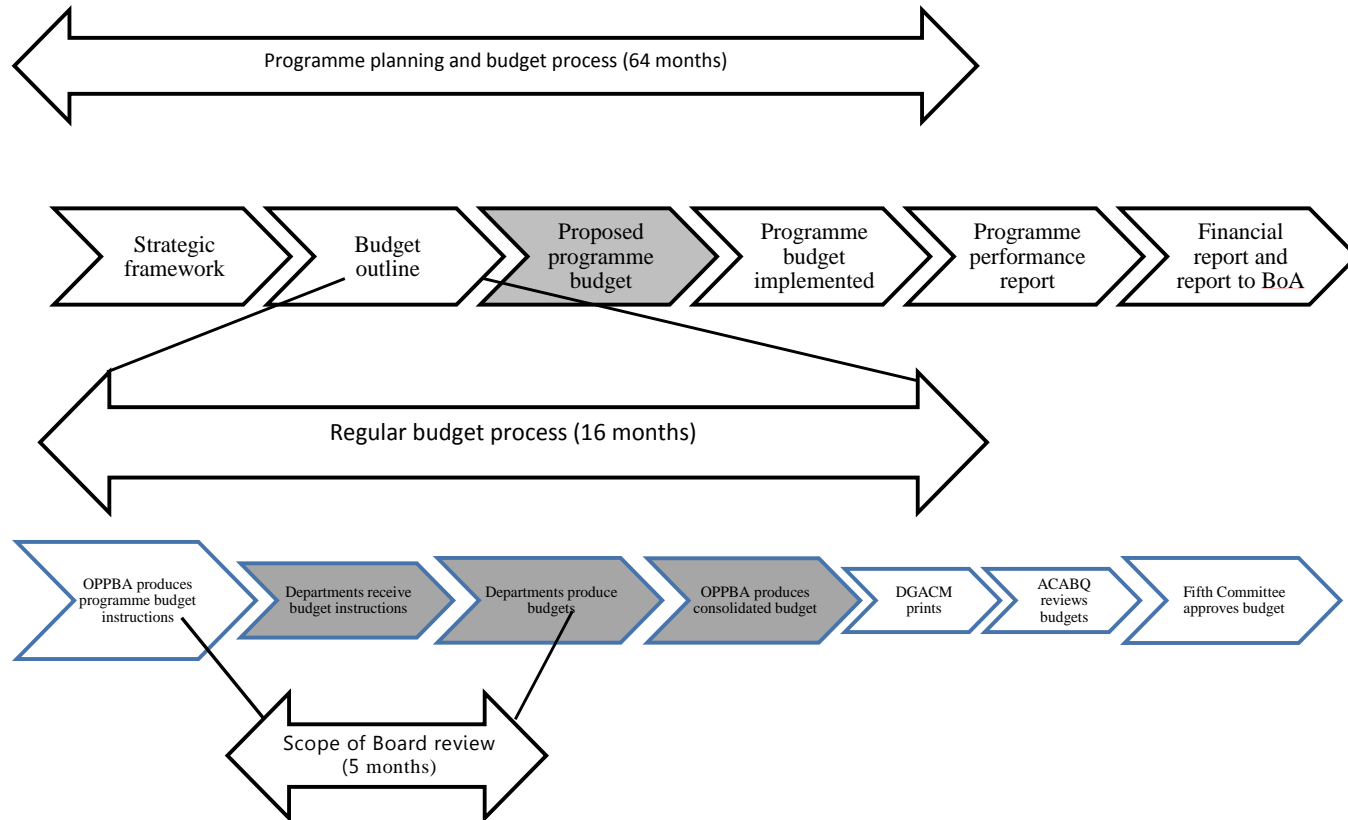 Programme planning and budget process (64 months)
Strategic
framework
Budget
outline
Proposed
programme
budget
Programme
budget
implemented
Programme
performance
report
Financial
report and
report to BoA
Regular budget process (16 months)
OPPBA produces
programme budget
instructions
Departments receive
budget instructions
Departments produce
budgets
OPPBA produces
consolidated budget
DGACM
prints
ACABQ
reviews
budgets
Fifth Committee
approves budget
Scope of Board review
(5 months)